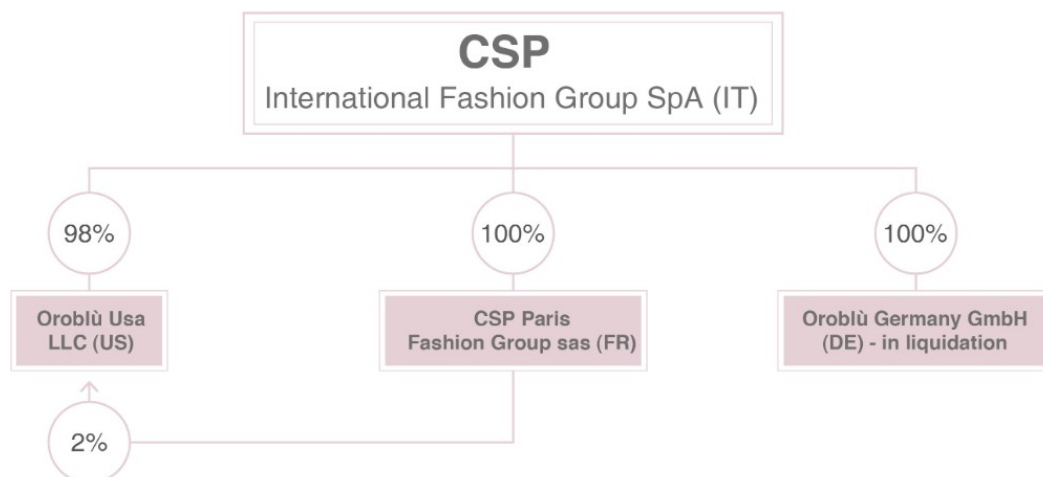 CSP
International Fashion Group SpA (IT)
98%
100%
100%
Oroblù Usa
LLC (US)
CSP Paris
Fashion Group sas (FR)
Oroblù Germany GmbH
(DE) - in liquidation
2%